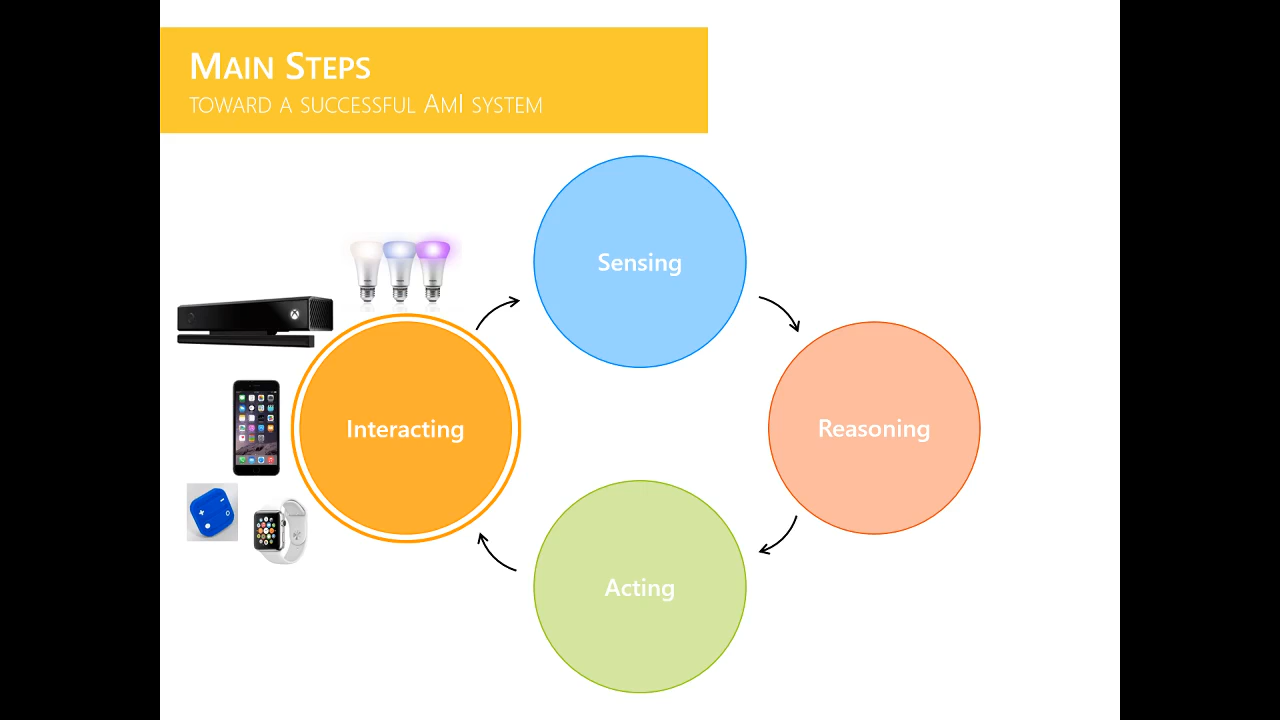 MAIN STEPS
TOWARD A SUCCESSFUL AMI SYSTEM
Sensing
Interacting
Reasoning
Acting